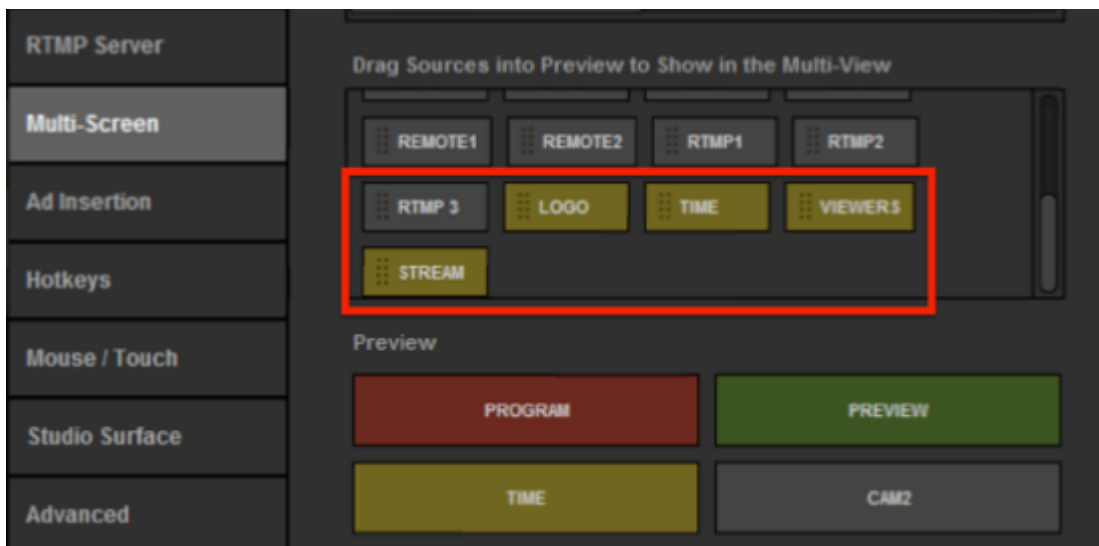 RTMP Server
Multi-Screen
Ad Insertion
Hotkeys
Mouse / Touch
Studio Surface
Advanced
Drag Sources into Preview to Show in the Multi-View
REMOTE1 REMOTE2 RTMP1 RTMP2
RTMP 3 LOGO TIME VIEWERS
STREAM
Preview
PROGRAM PREVIEW
TIME CAM2